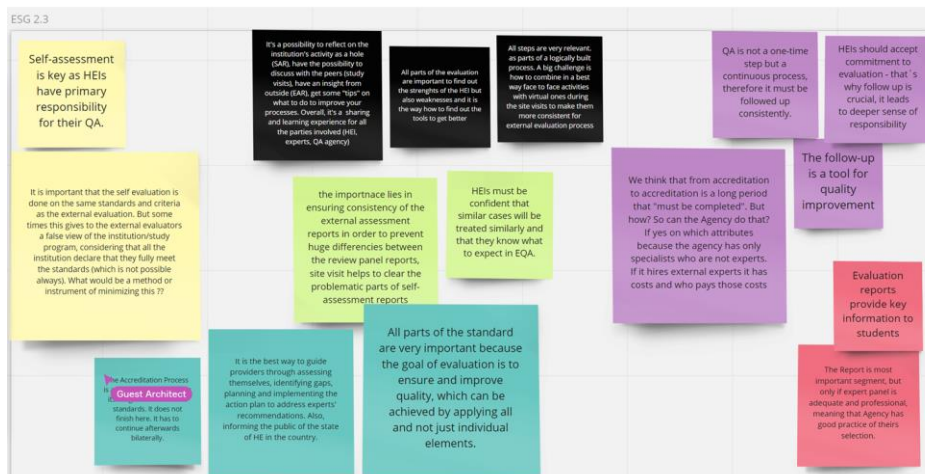 ESG 2.3
Self-assessment
is key as HEIs
have primary
responsibility
for their QA.
It is important that the self evaluation is
done on the same standards and criteria
as the external evaluation. But some
times this gives to the external evaluators
a false view of the institution/study
program, considering that all the
institution declare that they fully meet
the standards (which is not possible
always). What would be a method or
instrument of minimizing this ??
It's a possibility to reflect on the
institution's activity as a hole
(SAR), have the possibility to
discuss with the peers (study
visits), have an insight from
outside (EAR), get some "tips" on
what to do to improve your
processes. Overall, it's a sharing
and learning experience for all
the parties involved (HEI,
experts, QA agency)
All parts of the evaluation
are important to find out
the strenghts of the HEI but
also weaknesses and it is
the way how to find out the
tools to get better
All steps are very relevant.
as parts of a logically built
process. A big challenge is
how to combine in a best
way face to face activities
with virtual ones during
the site visits to make them
more consistent for
external evaluation process
the importnace lies in
ensuring consistency of the
external assessment
reports in order to prevent
huge differencies between
the review panel reports,
site visit helps to clear the
problematic parts of self-
assessment reports
HEIs must be
confident that
similar cases will be
treated similarly and
that they know what
to expect in EQA.
QA is not a one-time
step but a
continuous process,
therefore it must be
followed up
consistently.
HEIs should accept
commitment to
evaluation - that`s
why follow up is
crucial, it leads to
deeper sense of
responsibility
The follow-up
is a tool for
quality
improvement
We think that from accreditation
to accreditation is a long period
that "must be completed". But
how? So can the Agency do that?
If yes on which attributes
because the agency has only
specialists who are not experts.
If it hires external experts it has
costs and who pays those costs
Evaluation
reports
provide key
information to
students
The Report is most
important segment, but
only if expert panel is
adequate and professional,
meaning that Agency has
good practice of theirs
selection.
The Accreditation Process
Guest Architect
standards. It does not
finish here. It has to
continue afterwards
bilaterally.
It is the best way to guide
providers through assessing
themselves, identifying gaps,
planning and implementing the
action plan to address experts'
recommendations. Also,
informing the public of the state
of HE in the country.
All parts of the standard
are very important because
the goal of evaluation is to
ensure and improve
quality, which can be
achieved by applying all
and not just individual
elements.